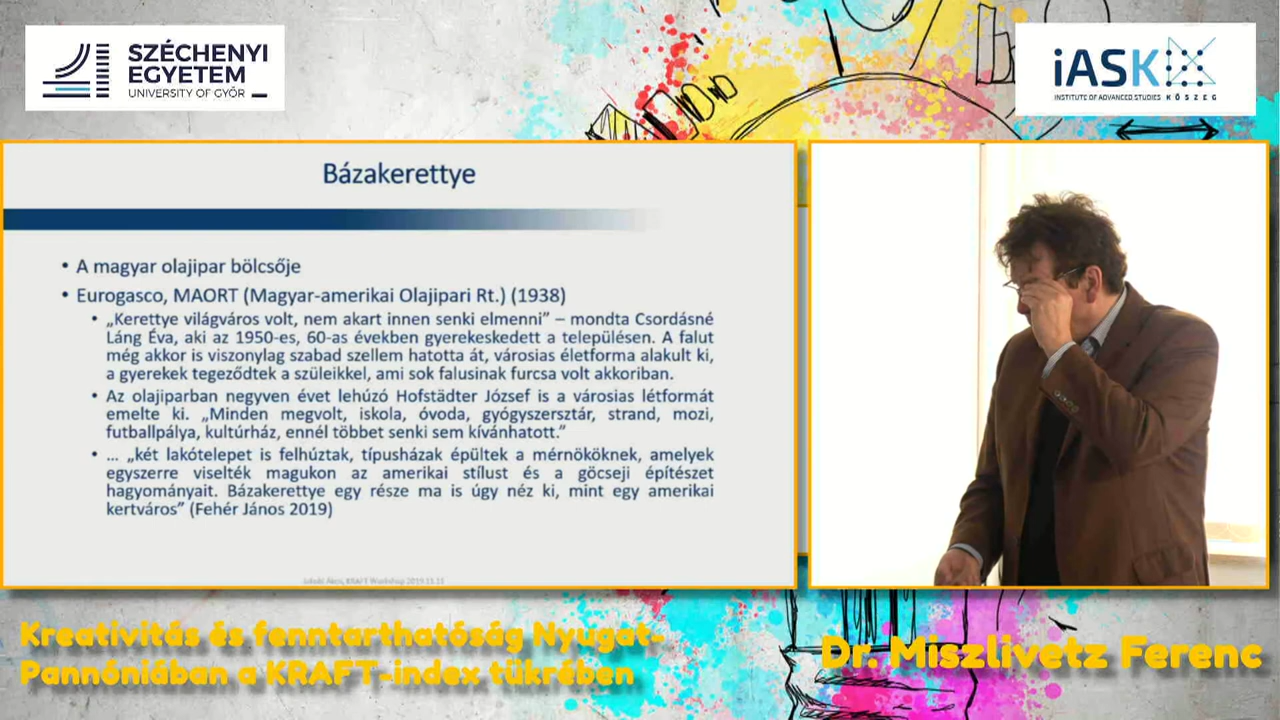 SZÉCHENYI
EGYETEM
UNIVERSITY OF GYŐR
iASK
INSTITUTE OF ADVANCED STUDIES KŐSZEG
Bázakerettye
• A magyar olajipar bölcsője
• Eurogasco, MAORT (Magyar-amerikai Olajipari Rt.) (1938)
• „Kerettye világváros volt, nem akart innen senki elmenni” – mondta Csordásné
Láng Éva, aki az 1950-es, 60-as években gyerekeskedett a településen. A falut
még akkor is viszonylag szabad szellem hatotta át, városias életforma alakult ki,
a gyerekek tegeződtek a szüleikkel, ami sok falusinak furcsa volt akkoriban.
• Az olajiparban negyven évet lehúzó Hofstädter József is a városias létformát
emelte ki. „Minden megvolt, iskola, óvoda, gyógyszertár, strand, mozi,
futballpálya, kultúrház, ennél többet senki sem kívánhatott.”
• ... „két lakótelepet is felhúztak, típusházak épültek a mérnököknek, amelyek
egyszerre viselték magukon az amerikai stílust és a göcseji építészet
hagyományait. Bázakerettye egy része ma is úgy néz ki, mint egy amerikai
kertváros” (Fehér János 2019)
Ákos, KRAFT Workshop 2019.11.11
Kreativitás és fenntarthatóság Nyugat-
Pannóniában a KRAFT-index tükrében
Dr. Miszlivetz Ferenc